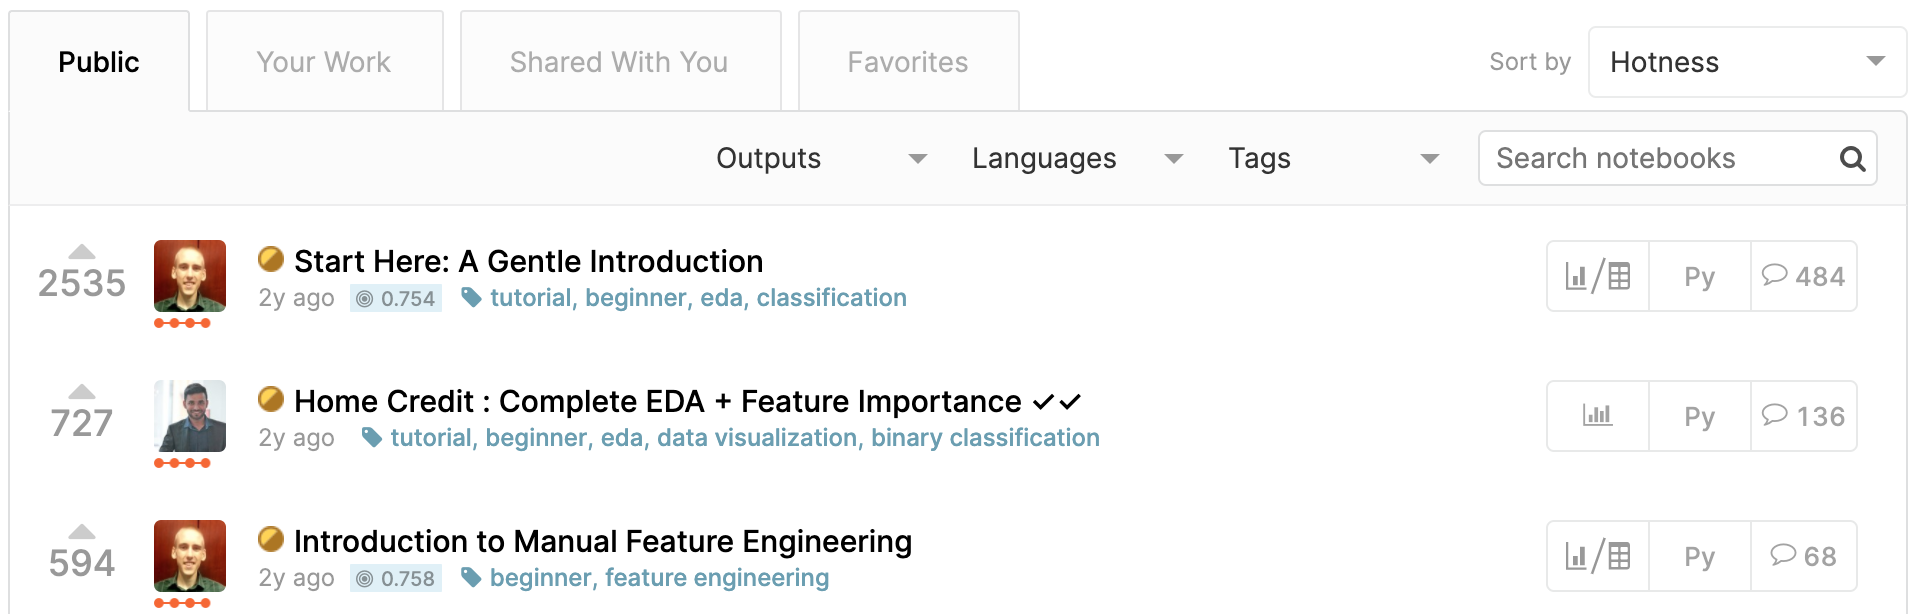 Public Your Work Shared With You Favorites Sort by Hotness
Outputs Languages Tags Search notebooks
2535 Start Here: A Gentle Introduction Py 484
2y ago 0.754 tutorial, beginner, eda, classification
727 Home Credit : Complete EDA + Feature Importance ✓✓ Py 136
2y ago tutorial, beginner, eda, data visualization, binary classification
594 Introduction to Manual Feature Engineering Py 68
2y ago 0.758 beginner, feature engineering